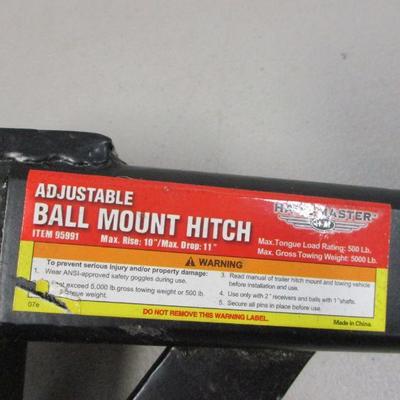 ADJUSTABLE
BALL MOUNT HITCH
ITEM 95991 Max. Rise: 10"/Max. Drop: 11"
HAUL MASTER
Max.Tongue Load Rating: 500 Lb.
Max. Gross Towing Weight: 5000 Lb.
WARNING
To prevent serious injury and/or property damage:
1. Wear ANSI-approved safety goggles during use.
exceed 5,000 lb.gross towing weight or 500 lb.
weight.
3. Read manual of trailer hitch mount and towing vehicle
before installation and use.
4. Use only with 2" receivers and balls with 1"shafts.
5. Secure all pins in place before use.
07e
DO NOT REMOVE THIS WARNING LABEL.
Made in China